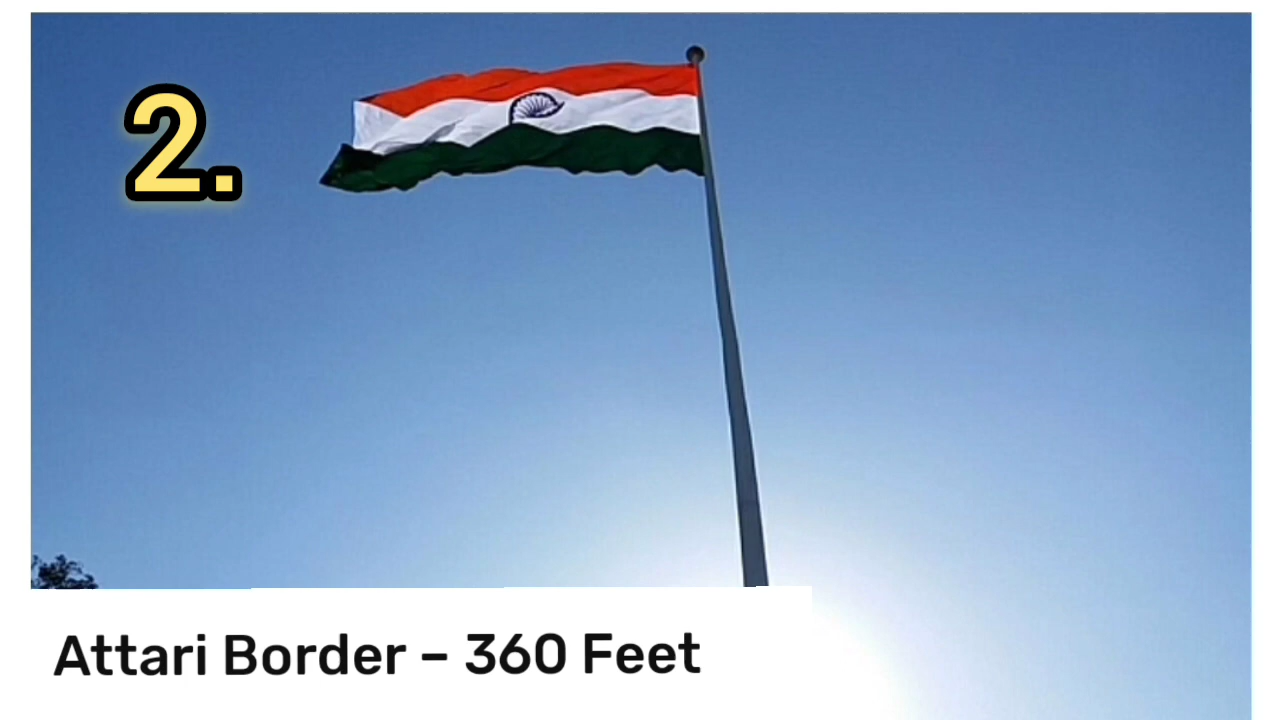 2.
Attari Border – 360 Feet